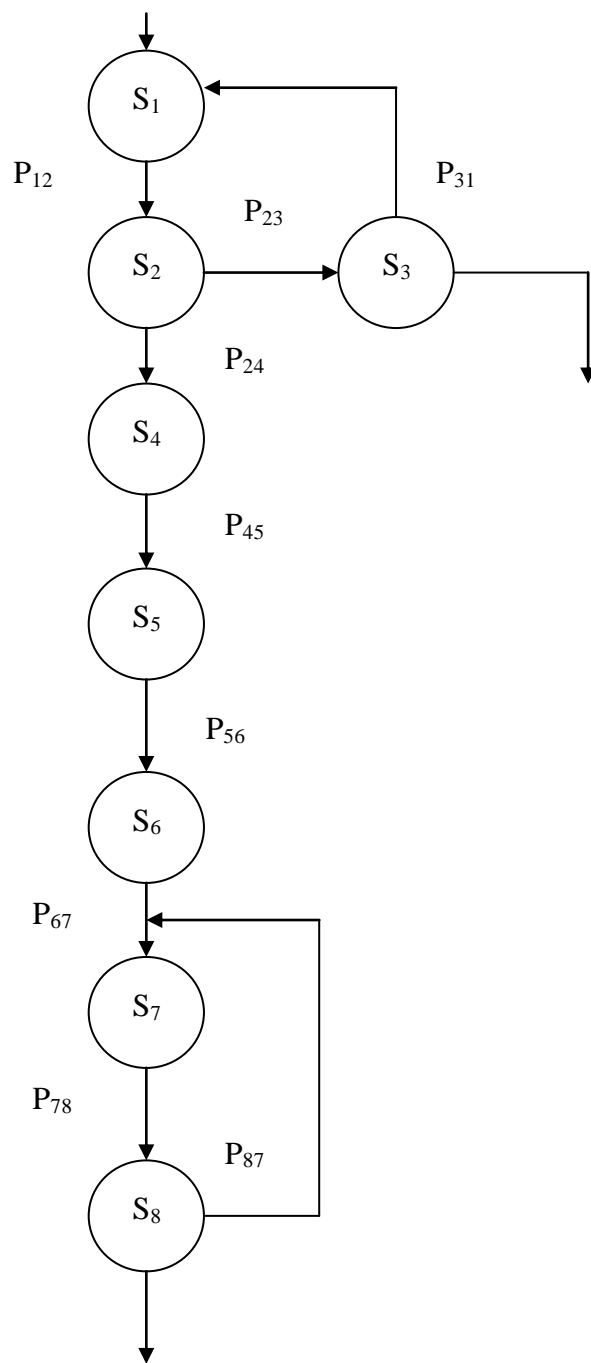 S₁
P₁₂
P₃₁
P₂₃
S₂
S₃
P₂₄
S₄
P₄₅
S₅
P₅₆
S₆
P₆₇
S₇
P₇₈
P₈₇
S₈